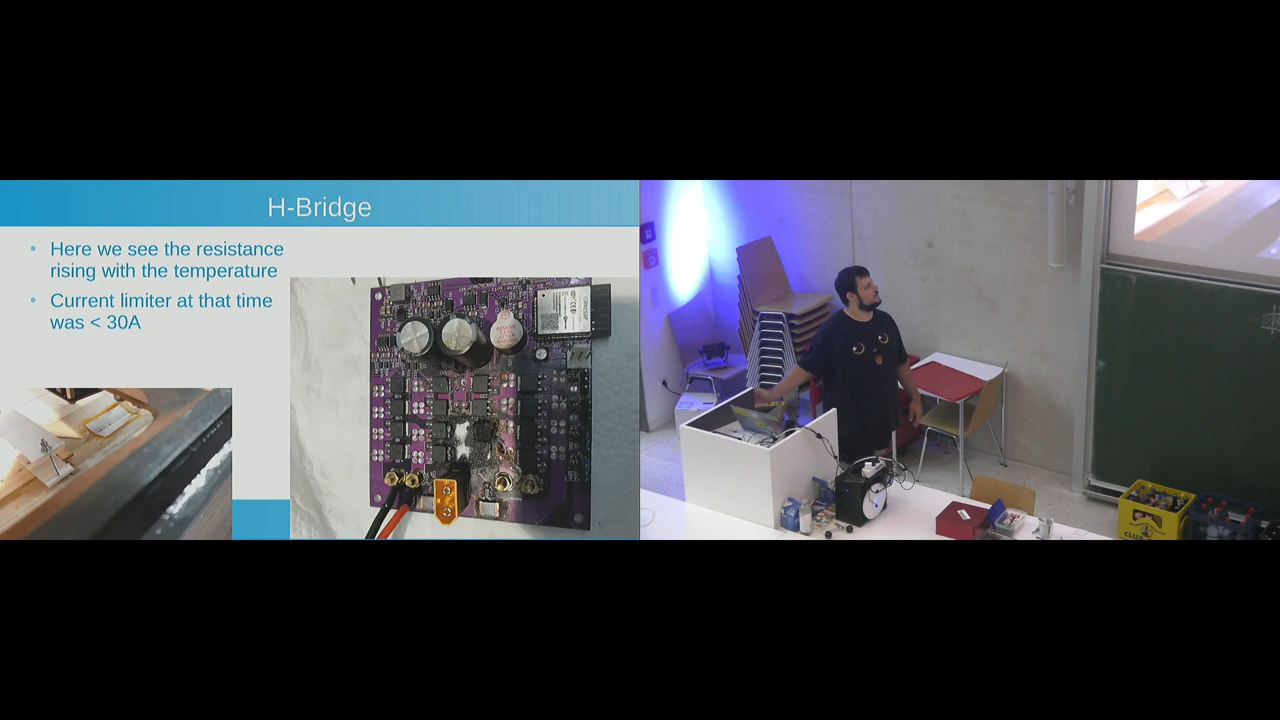 H-Bridge
Here we see the resistance
rising with the temperature
Current limiter at that time
was < 30A